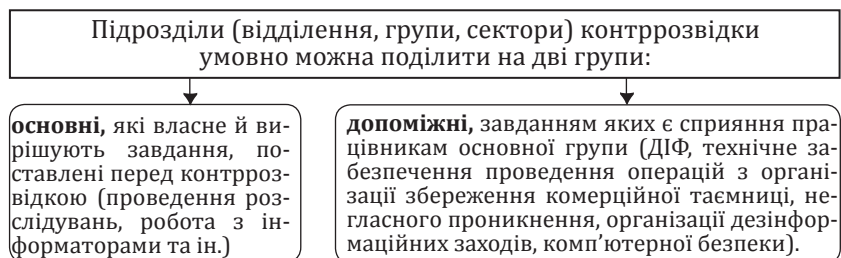 Підрозділи (відділення, групи, сектори) контррозвідки
умовно можна поділити на дві групи:
основні, які власне й ви-
рішують завдання, по-
ставлені перед контрроз-
відкою (проведення роз-
слідувань, робота з ін-
форматорами та ін.)
допоміжні, завданням яких є сприяння пра-
цівникам основної групи (ДІФ, технічне за-
безпечення проведення операцій з органі-
зації збереження комерційної таємниці, не-
гласного проникнення, організації дезінфор-
маційних заходів, комп’ютерної безпеки).